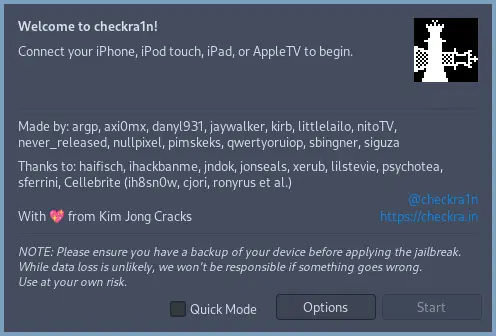 Welcome to checkra1n!
Connect your iPhone, iPod touch, iPad, or AppleTV to begin.
Made by: argp, axi0mx, danyl931, jaywalker, kirb, littlelailo, nitoTV,
never_released, nullpixel, pimskeks, qwertyoruiop, sbingner, siguza
Thanks to: haifisch, ihackbanme, jndok, jonseals, xerub, lilstevie, psychotea,
sferrini, Cellebrite (ih8sn0w, cjori, ronyrus et al.)
@checkra1n
With 💖 from Kim Jong Cracks
https://checkra.in
NOTE: Please ensure you have a backup of your device before applying the jailbreak.
While data loss is unlikely, we won't be responsible if something goes wrong.
Use at your own risk.
Quick Mode
Options
Start